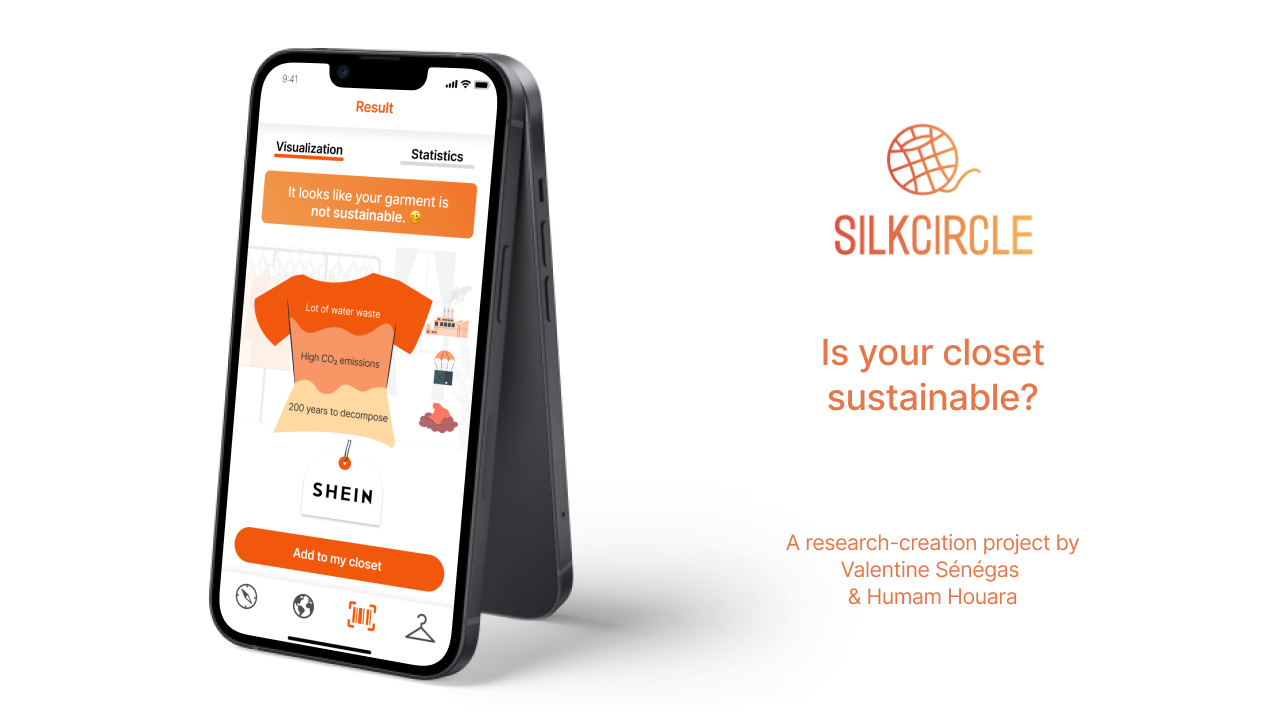 9:41
Result
Visualization
Statistics
It looks like your garment is
not sustainable. 🥴
Lot of water waste
High CO₂ emissions
200 years to decompose
SHEIN
Add to my closet
SILKCIRCLE
Is your closet
sustainable?
A research-creation project by
Valentine Sénégas
& Humam Houara